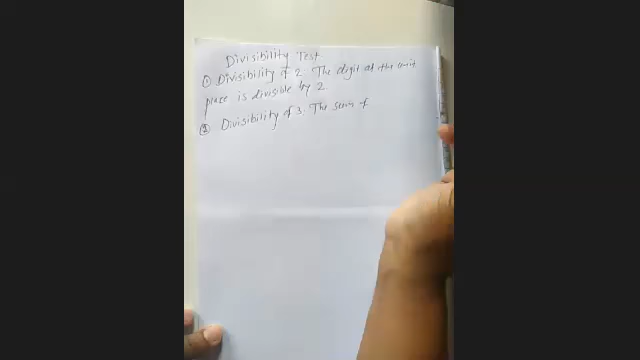 Divisibility Test
① Divisibility of 2: The digit at the unit
place is divisible by 2
② Divisibility of 3: The sum of